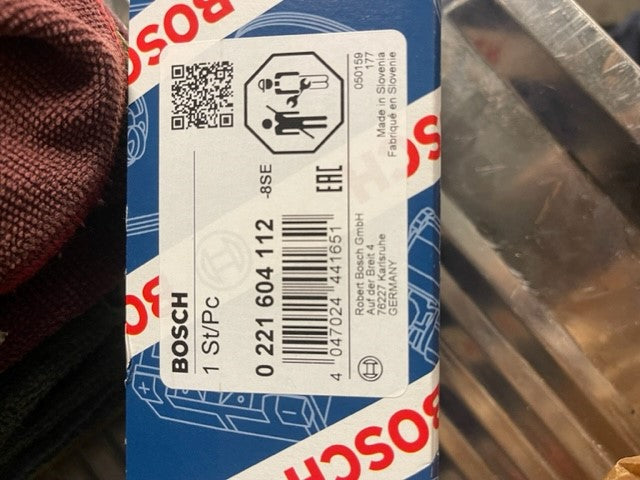 BOSCH
BOSCH
1 St/Pc
0 221 604 112
-8SE
4 047024 441651
EAC
Robert Bosch GmbH
Auf der Breit 4
76227 Karlsruhe
GERMANY
050159
177
Made in Slovenia
Fabriqué en Slovenie
BOSCH
BOSCH